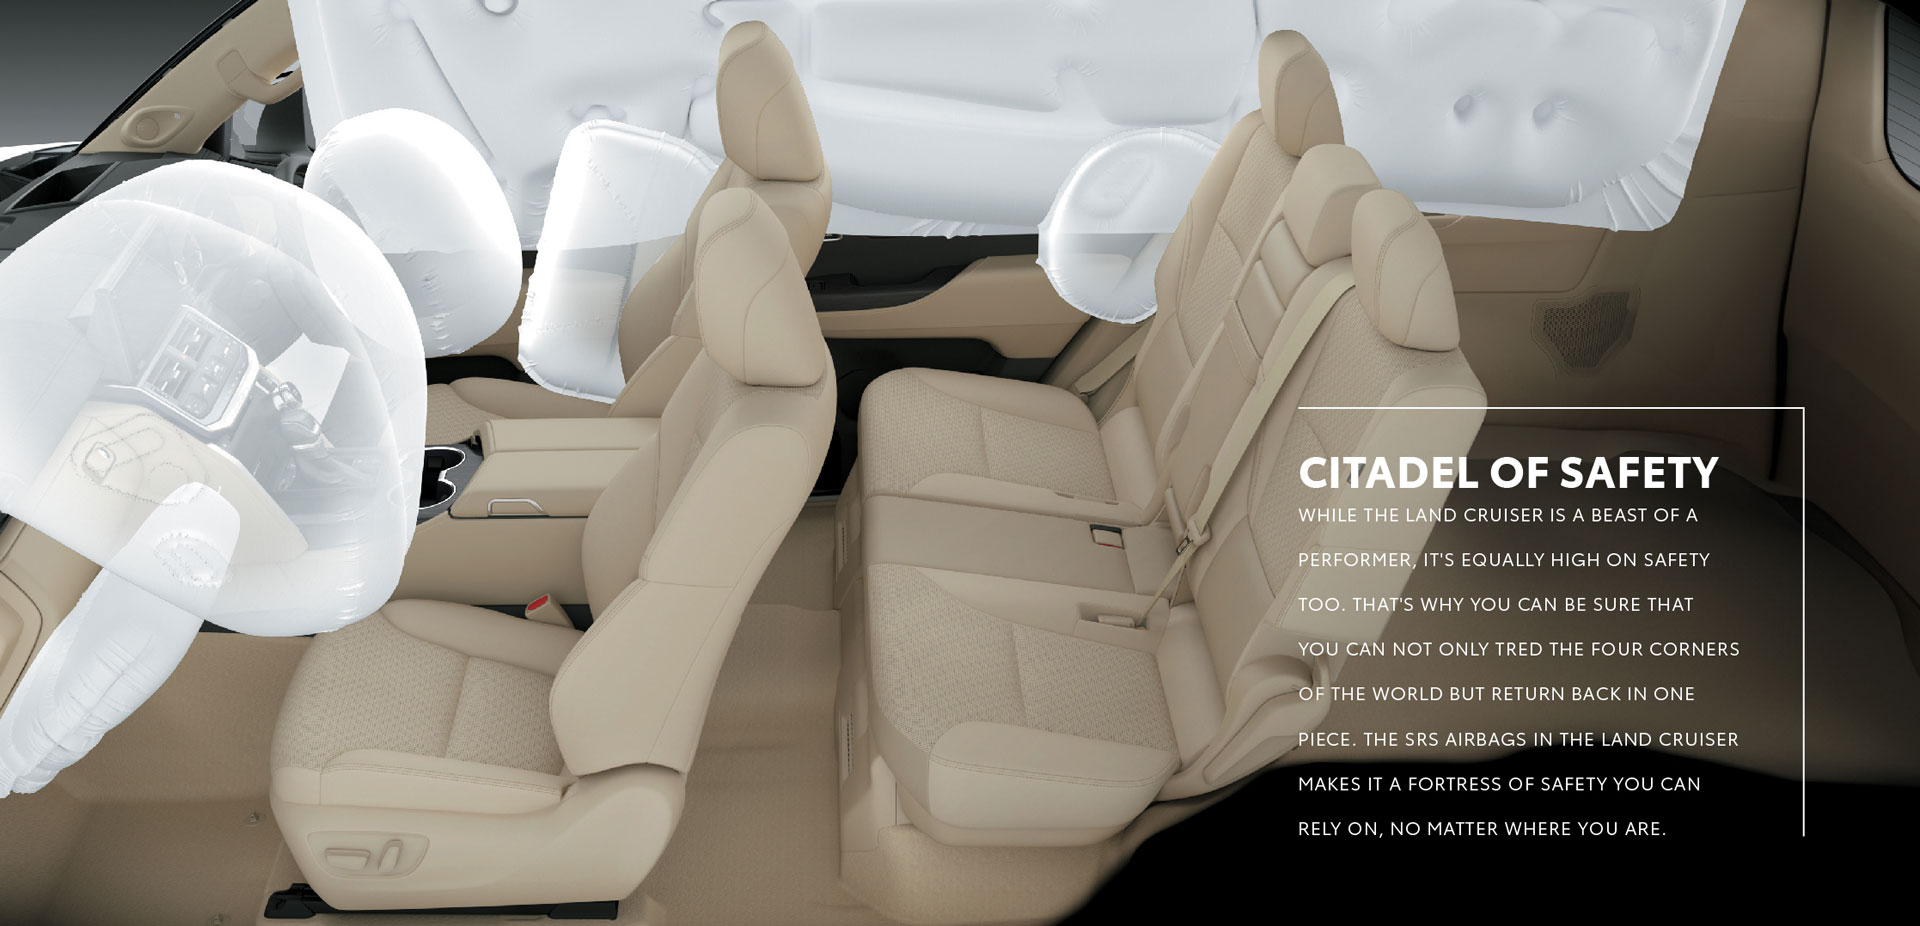 CITADEL OF SAFETY
WHILE THE LAND CRUISER IS A BEAST OF A
PERFORMER, IT'S EQUALLY HIGH ON SAFETY
TOO. THAT'S WHY YOU CAN BE SURE THAT
YOU CAN NOT ONLY TRED THE FOUR CORNERS
OF THE WORLD BUT RETURN BACK IN ONE
PIECE. THE SRS AIRBAGS IN THE LAND CRUISER
MAKES IT A FORTRESS OF SAFETY YOU CAN
RELY ON, NO MATTER WHERE YOU ARE.